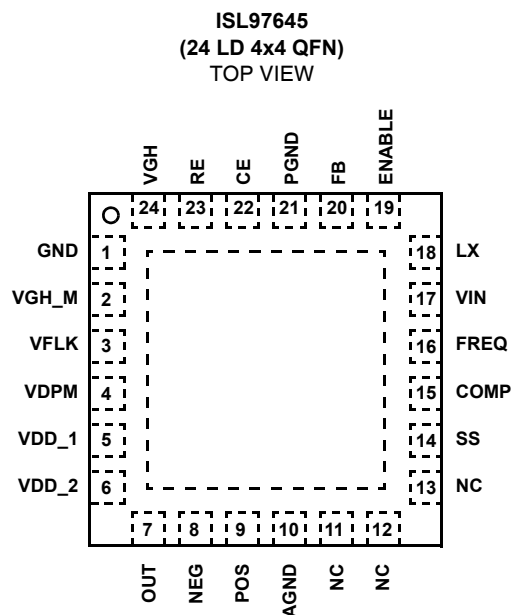 ISL97645
(24 LD 4x4 QFN)
TOP VIEW
VGH RE CE PGND FB ENABLE
24 23 22 21 20 19
GND 1 18 LX
VGH_M 2 17 VIN
VFLK 3 16 FREQ
VDPM 4 15 COMP
VDD_1 5 14 SS
VDD_2 6 13 NC
7 8 9 10 11 12
OUT NEG POS AGND NC NC